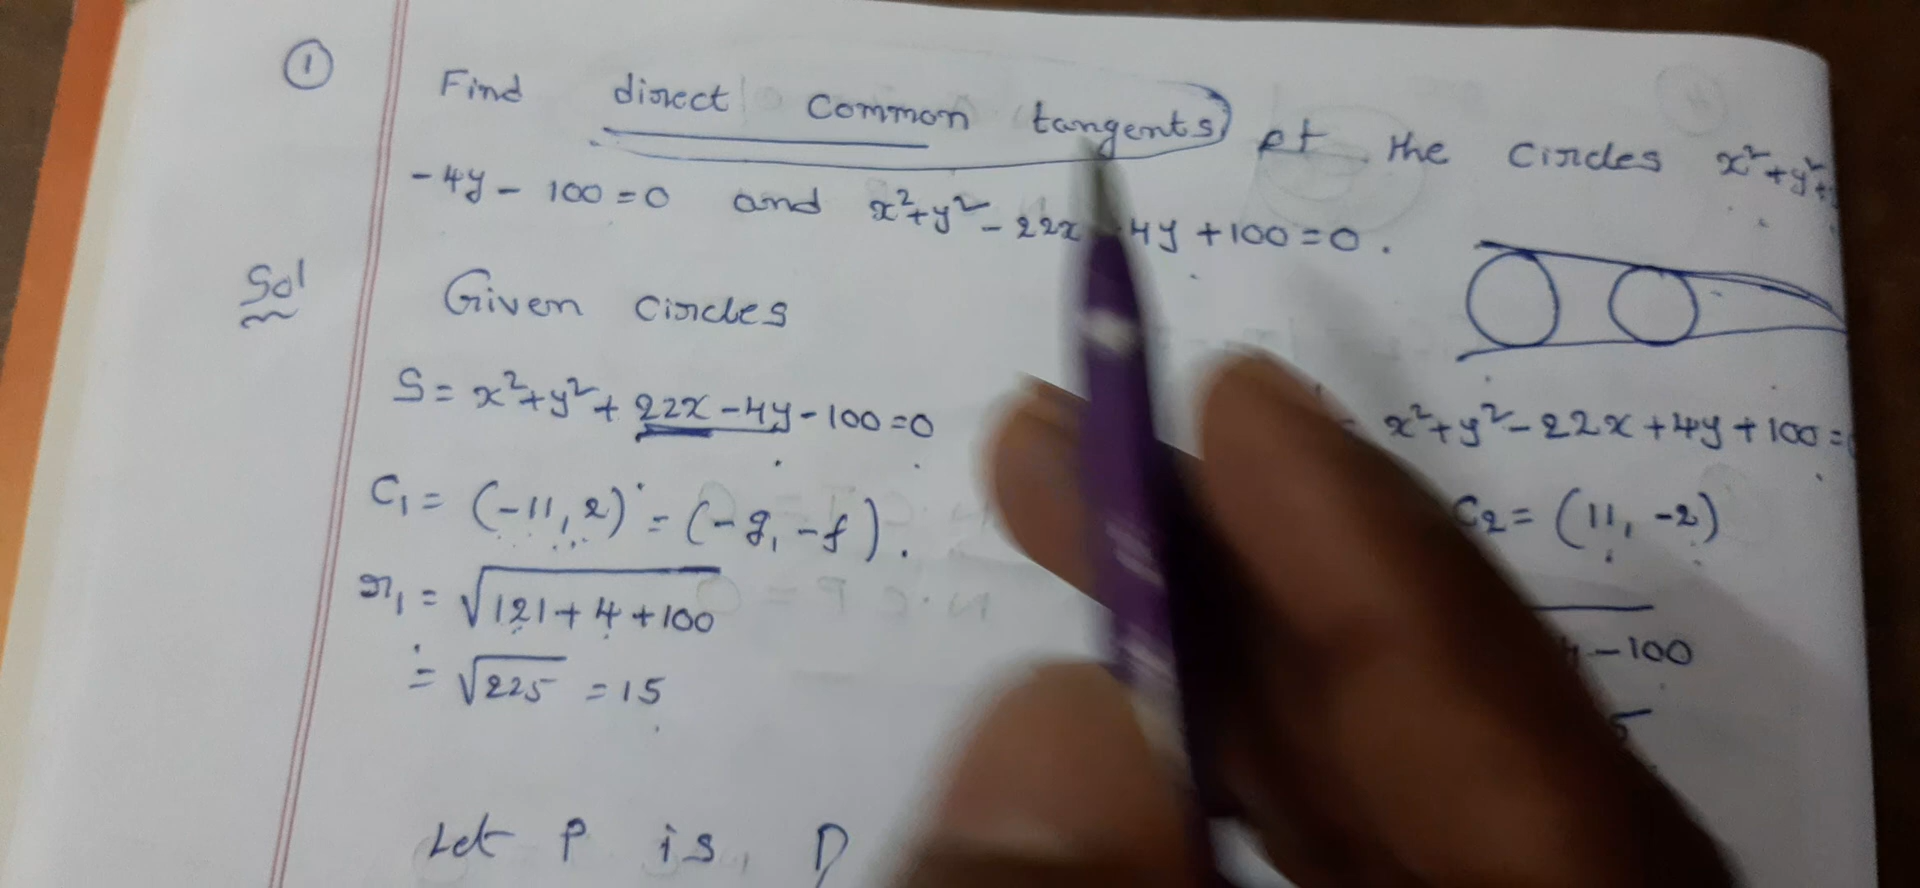 ① Find direct common tangents of the circles x²+y²+
-4y - 100 = 0 and x²+y² - 22x 4y + 100 = 0.
Sol Given circles
S = x²+y² + 22x - 4y - 100 = 0
= x²+y² - 22x + 4y + 100 =
C₁ = (-11, 2) = (-g, -f).
C₂ = (11, -2)
r₁ = √121 + 4 + 100
- 100
= √225 = 15
Let P is D